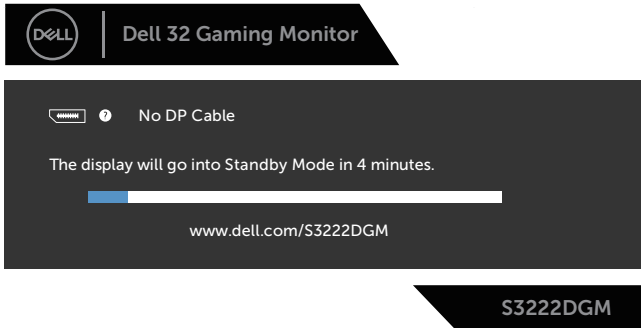 DELL
Dell 32 Gaming Monitor
? No DP Cable
The display will go into Standby Mode in 4 minutes.
www.dell.com/S3222DGM
S3222DGM